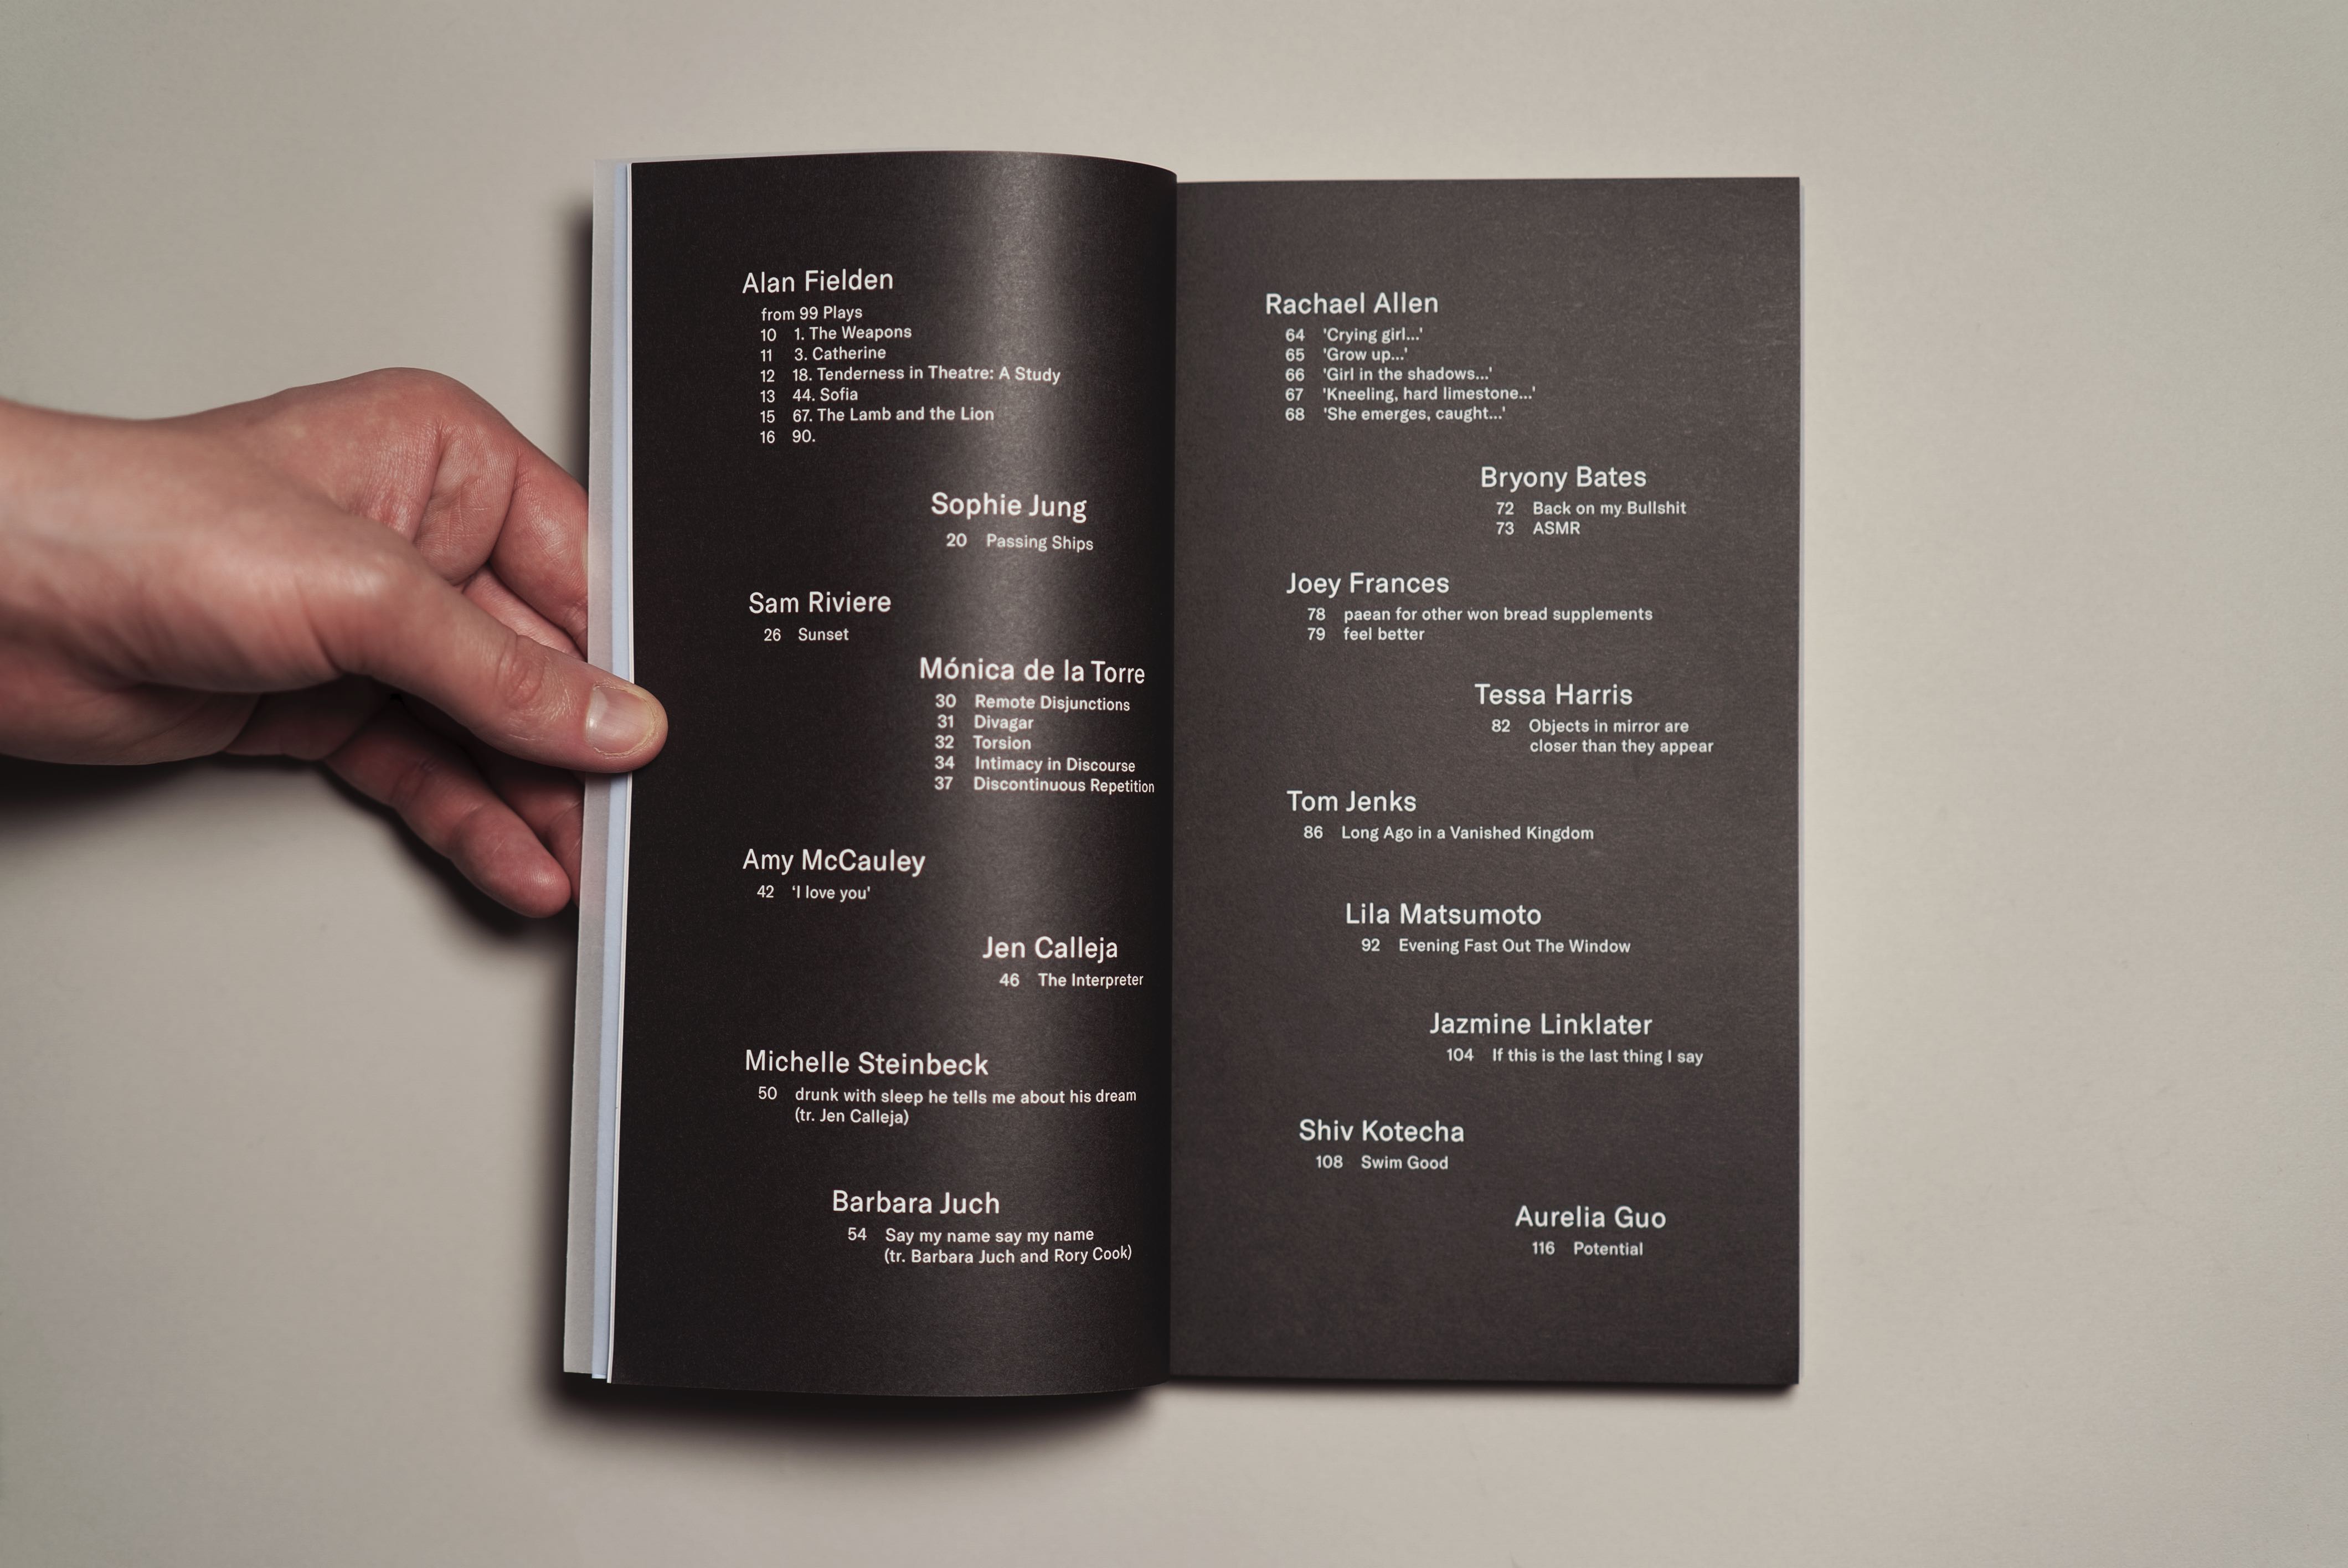 Alan Fielden
from 99 Plays
10 1. The Weapons
11 3. Catherine
12 18. Tenderness in Theatre: A Study
13 44. Sofia
15 67. The Lamb and the Lion
16 90.
Sophie Jung
20 Passing Ships
Sam Riviere
26 Sunset
Mónica de la Torre
30 Remote Disjunctions
31 Divagar
32 Torsion
34 Intimacy in Discourse
37 Discontinuous Repetition
Amy McCauley
42 ‘I love you'
Jen Calleja
46 The Interpreter
Michelle Steinbeck
50 drunk with sleep he tells me about his dream
(tr. Jen Calleja)
Barbara Juch
54 Say my name say my name
(tr. Barbara Juch and Rory Cook)
Rachael Allen
64 'Crying girl...'
65 'Grow up...'
66 'Girl in the shadows...'
67 'Kneeling, hard limestone...'
68 'She emerges, caught...'
Bryony Bates
72 Back on my Bullshit
73 ASMR
Joey Frances
78 paean for other won bread supplements
79 feel better
Tessa Harris
82 Objects in mirror are
closer than they appear
Tom Jenks
86 Long Ago in a Vanished Kingdom
Lila Matsumoto
92 Evening Fast Out The Window
Jazmine Linklater
104 If this is the last thing I say
Shiv Kotecha
108 Swim Good
Aurelia Guo
116 Potential